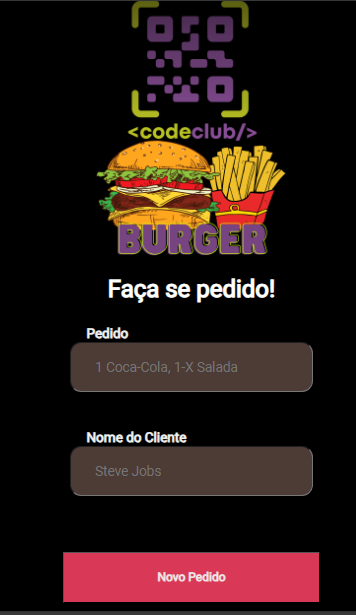 <codeclub/>
BURGER
Faça se pedido!
Pedido
1 Coca-Cola, 1-X Salada
Nome do Cliente
Steve Jobs
Novo Pedido